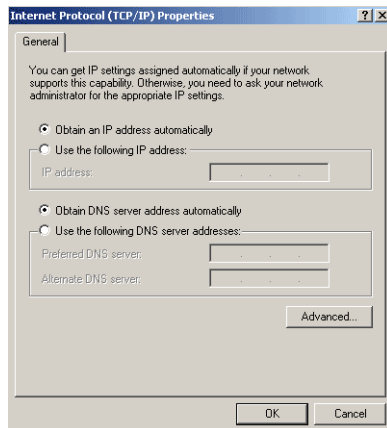 Internet Protocol (TCP/IP) Properties
General
You can get IP settings assigned automatically if your network
supports this capability. Otherwise, you need to ask your network
administrator for the appropriate IP settings.
Obtain an IP address automatically
Use the following IP address:
IP address:
Obtain DNS server address automatically
Use the following DNS server addresses:
Preferred DNS server:
Alternate DNS server:
Advanced...
OK Cancel